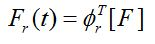 F_r(t) = ϕ_r^T[F]